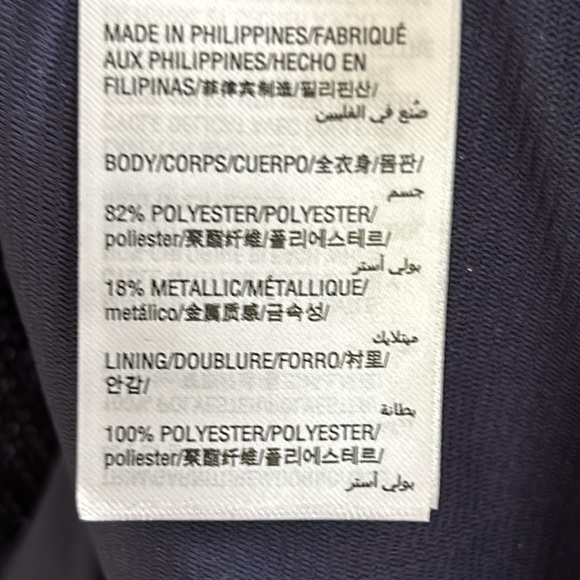 MADE IN PHILIPPINES/FABRIQUÉ
AUX PHILIPPINES/HECHO EN
FILIPINAS/菲律宾制造/필리핀산/
صُنع في الفلبين
BODY/CORPS/CUERPO/全衣身/몸판/
جسم
82% POLYESTER/POLYESTER/
poliester/聚酯纤维/폴리에스테르/
بولي أستر
18% METALLIC/MÉTALLIQUE/
metálico/金属质感/금속성/
ميتلايك
LINING/DOUBLURE/FORRO/衬里/
안감/
بطانة
100% POLYESTER/POLYESTER/
poliester/聚酯纤维/폴리에스테르/
بولي أستر